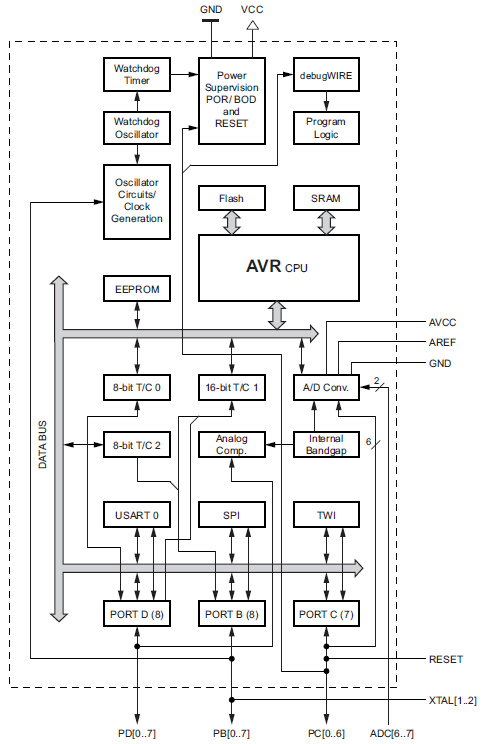 GND VCC
Watchdog
Timer
Power
Supervision
POR/ BOD
and
RESET
debugWIRE
Watchdog
Oscillator
Program
Logic
Oscillator
Circuits/
Clock
Generation
Flash
SRAM
AVR CPU
EEPROM
AVCC
AREF
GND
8-bit T/C 0
16-bit T/C 1
A/D Conv.
2
DATA BUS
8-bit T/C 2
Analog
Comp.
Internal
Bandgap
6
USART 0
SPI
TWI
PORT D (8)
PORT B (8)
PORT C (7)
RESET
XTAL[1..2]
PD[0..7]
PB[0..7]
PC[0..6]
ADC[6..7]